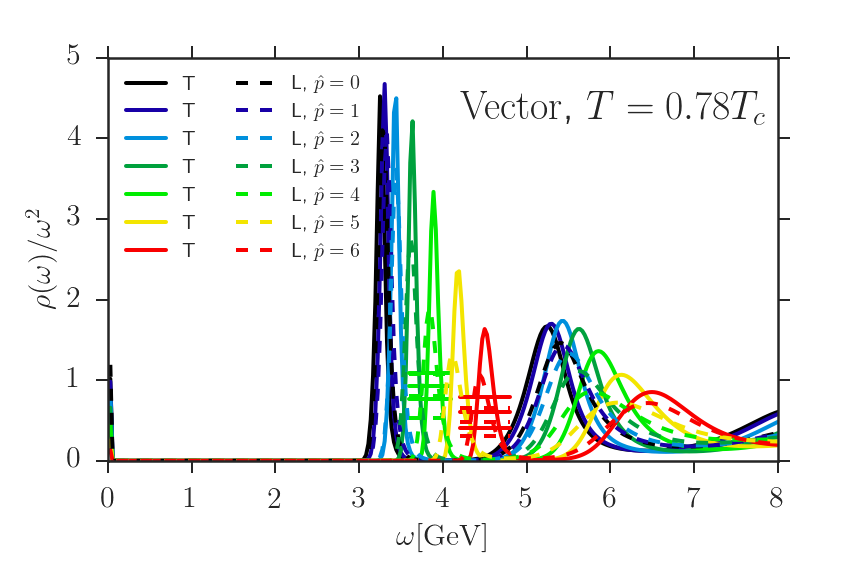 Vector, T = 0.78T_c
T L, p̂ = 0
T L, p̂ = 1
T L, p̂ = 2
T L, p̂ = 3
T L, p̂ = 4
T L, p̂ = 5
T L, p̂ = 6
ρ(ω)/ω²
5
4
3
2
1
0
0 1 2 3 4 5 6 7 8
ω[GeV]